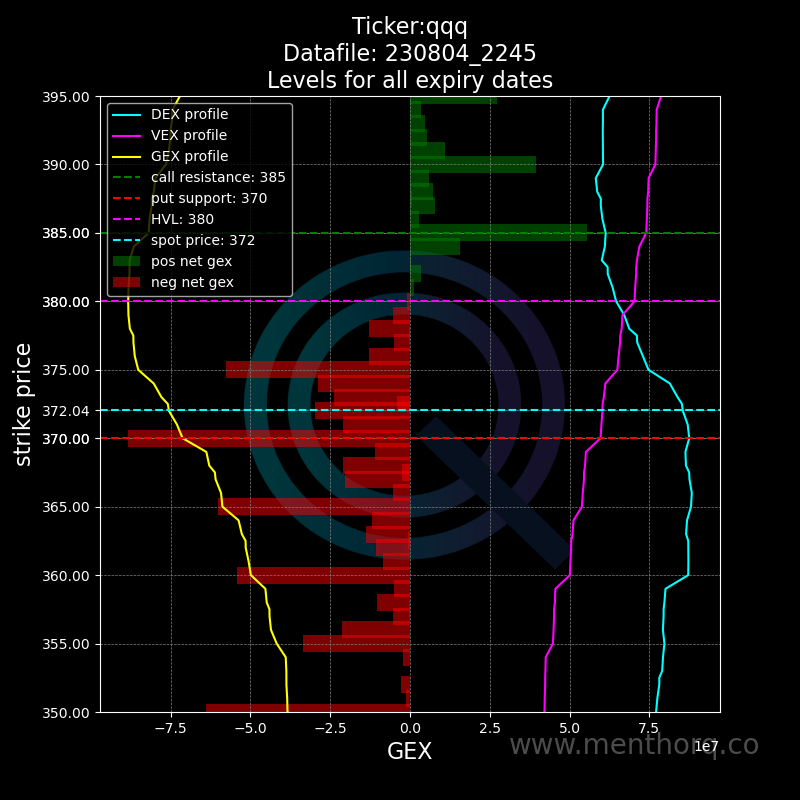 Ticker:qqq
Datafile: 230804_2245
Levels for all expiry dates
DEX profile
VEX profile
GEX profile
call resistance: 385
put support: 370
HVL: 380
spot price: 372
pos net gex
neg net gex
395.00
390.00
385.00
380.00
375.00
372.04
370.00
365.00
360.00
355.00
350.00
strike price
−7.5 −5.0 −2.5 0.0 2.5 5.0 7.5
1e7
GEX
www.menthorq.co